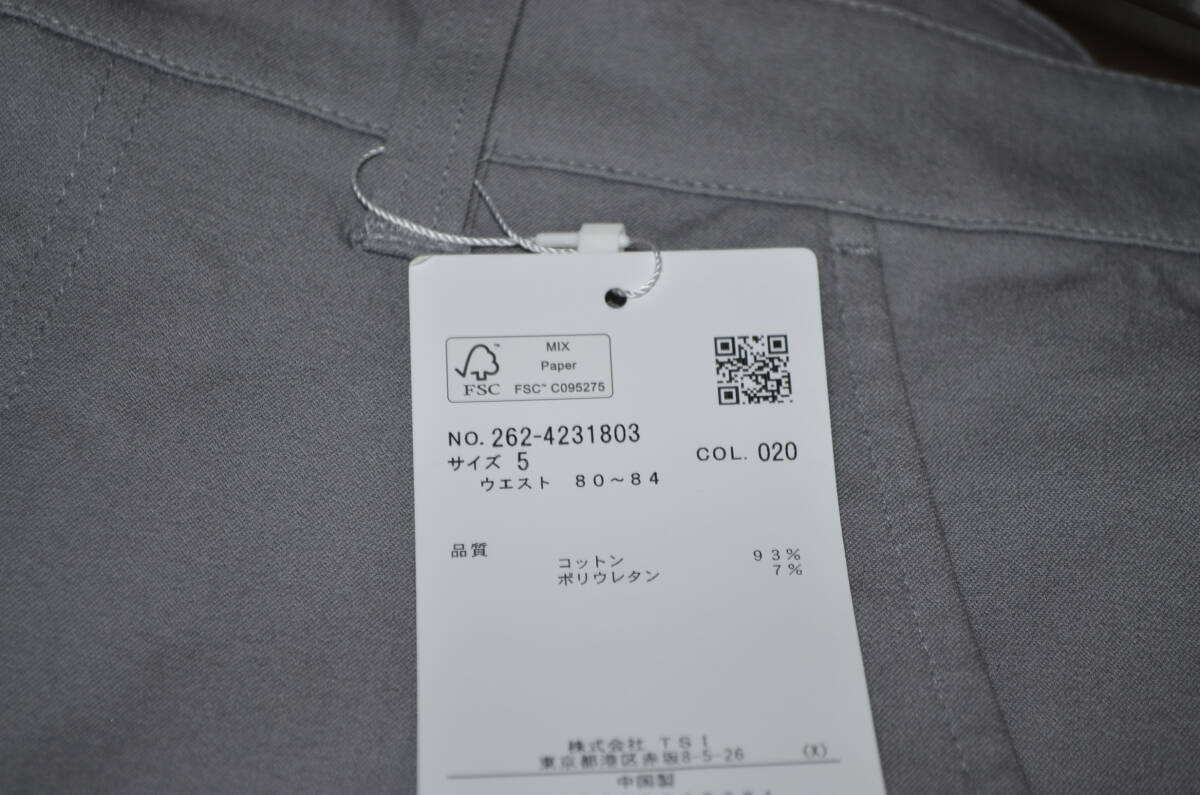 MIX
Paper
FSC™ FSC™ C095275
NO. 262-4231803
サイズ 5 COL. 020
ウエスト 80~84
品質
コットン 93%
ポリウレタン 7%
株式会社 TSI
東京都港区赤坂8-5-26 (X)
中国製